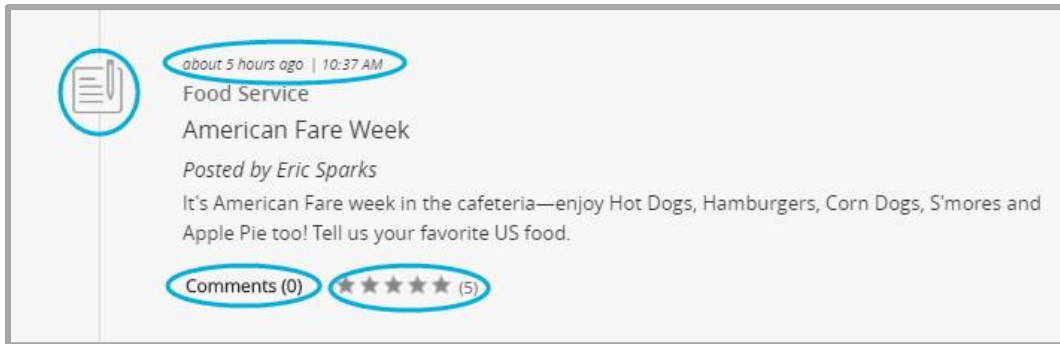 about 5 hours ago | 10:37 AM
Food Service
American Fare Week
Posted by Eric Sparks
It's American Fare week in the cafeteria—enjoy Hot Dogs, Hamburgers, Corn Dogs, S'mores and
Apple Pie too! Tell us your favorite US food.
Comments (0) ★★★★★ (5)